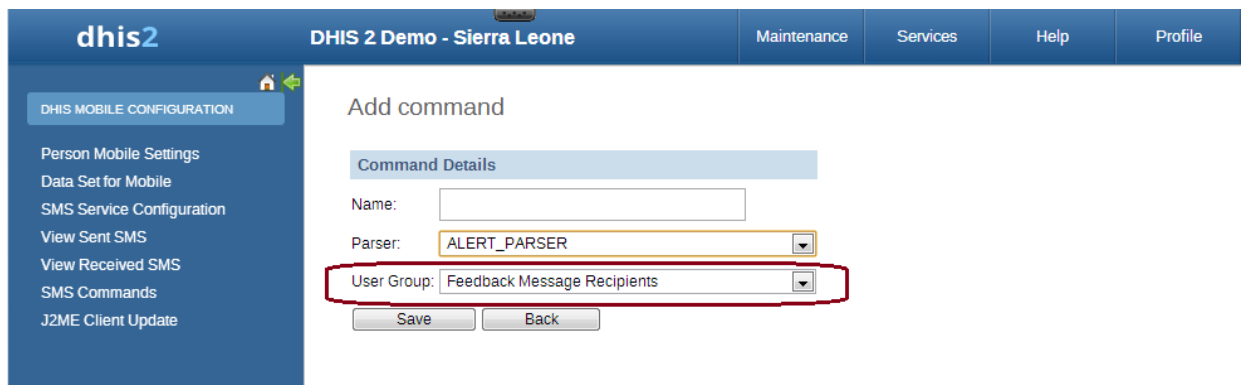 dhis2
DHIS 2 Demo - Sierra Leone
Maintenance
Services
Help
Profile
DHIS MOBILE CONFIGURATION
Person Mobile Settings
Data Set for Mobile
SMS Service Configuration
View Sent SMS
View Received SMS
SMS Commands
J2ME Client Update
Add command
Command Details
Name:
Parser: ALERT_PARSER
User Group: Feedback Message Recipients
Save Back